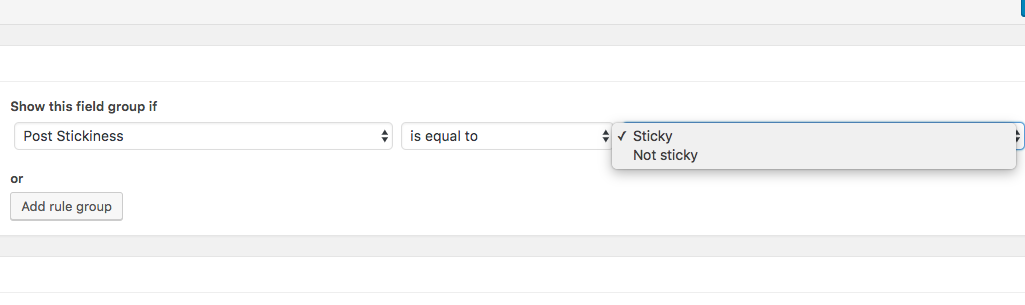 Show this field group if
Post Stickiness
is equal to
✓ Sticky
Not sticky
or
Add rule group